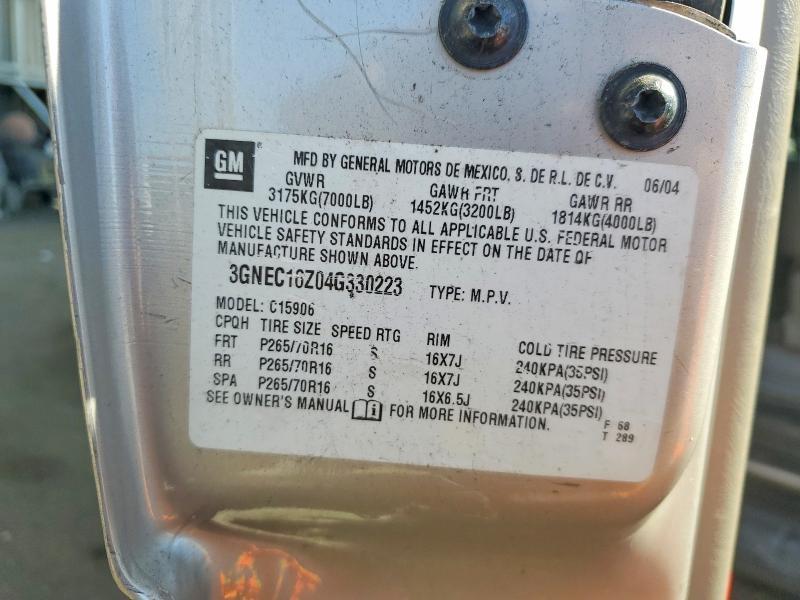 GM
MFD BY GENERAL MOTORS DE MEXICO, S. DE R.L. DE C.V. 06/04
GVWR GAWR FRT GAWR RR
3175KG(7000LB) 1452KG(3200LB) 1814KG(4000LB)
THIS VEHICLE CONFORMS TO ALL APPLICABLE U.S. FEDERAL MOTOR
VEHICLE SAFETY STANDARDS IN EFFECT ON THE DATE OF
MANUFACTURE SHOWN ABOVE.
3GNEC16Z04G330223 TYPE: M.P.V.
MODEL: C15906
CPQH TIRE SIZE SPEED RTG RIM COLD TIRE PRESSURE
FRT P265/70R16 S 16X7J 240KPA(35PSI)
RR P265/70R16 S 16X7J 240KPA(35PSI)
SPA P265/70R16 S 16X6.5J 240KPA(35PSI)
SEE OWNER'S MANUAL FOR MORE INFORMATION.
F 68
T 289